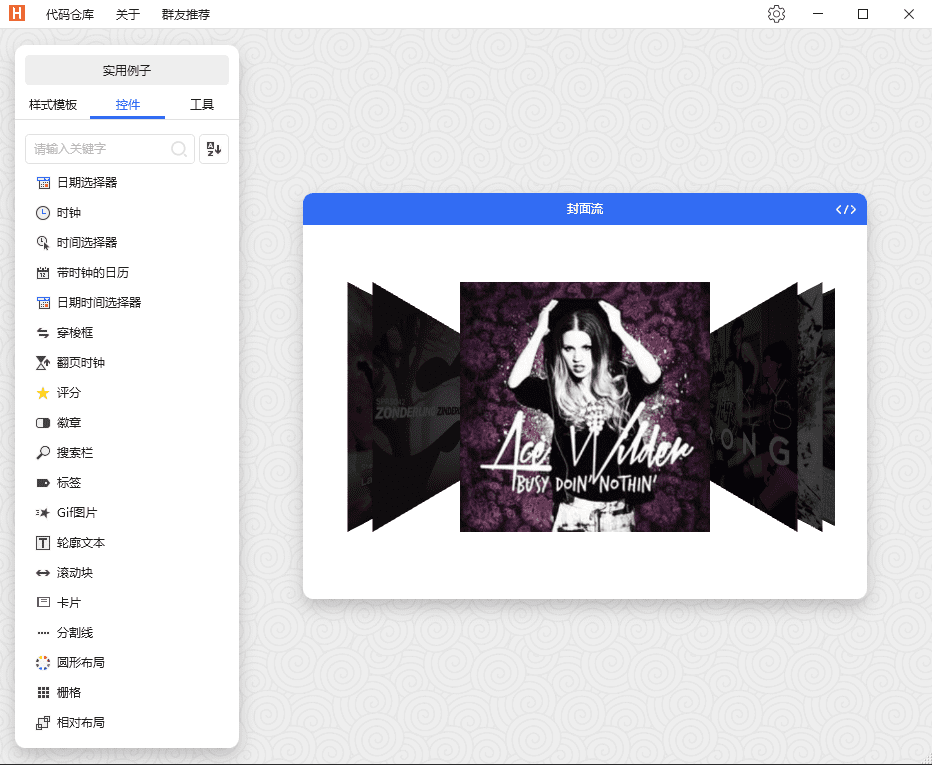 H 代码仓库 关于 群友推荐
实用例子
样式模板 控件 工具
请输入关键字 A Z
日期选择器
时钟
时间选择器
带时钟的日历
日期时间选择器
穿梭框
翻页时钟
评分
徽章
搜索栏
标签
Gif图片
T 轮廓文本
滚动块
卡片
分割线
圆形布局
栅格
相对布局
封面流 </>
ZONDERLING
Ace Wilder
BUSY DOIN' NOTHIN'